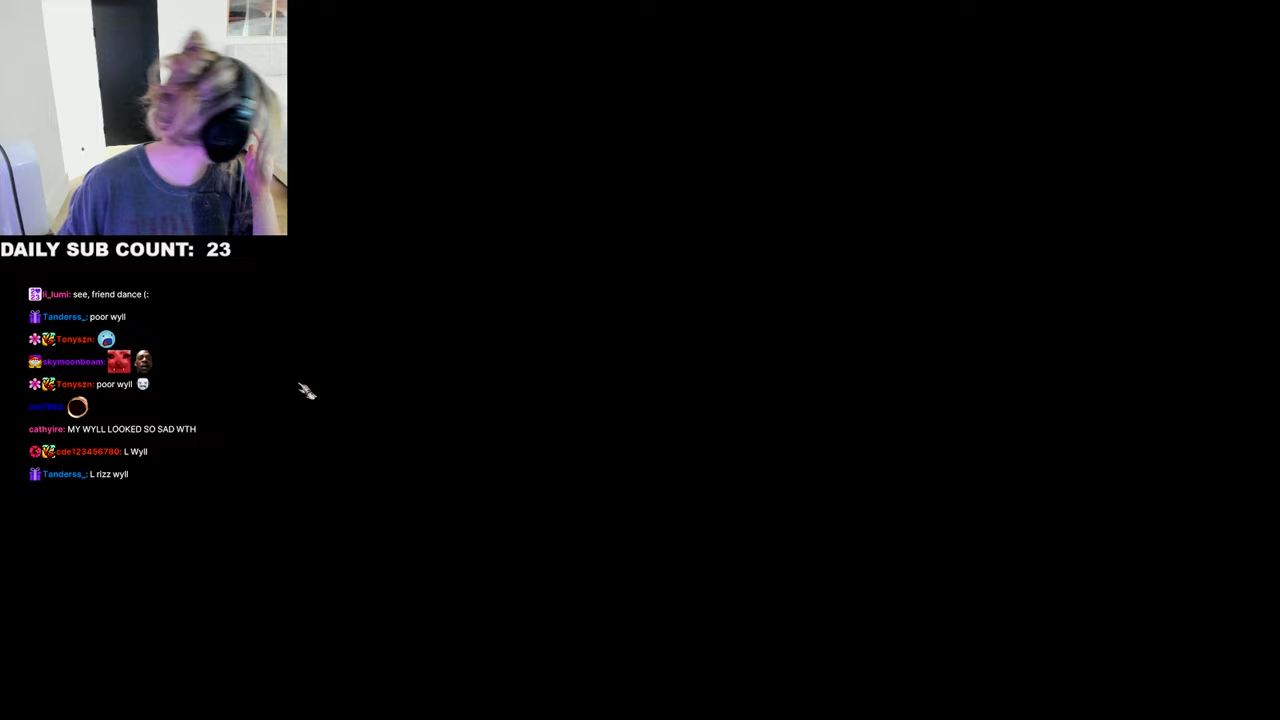 DAILY SUB COUNT: 23
li_lumi: see, friend dance (:
Tanderss_: poor wyll
Tonyszn:
skymoonbeam:
Tonyszn: poor wyll
cathyire: MY WYLL LOOKED SO SAD WTH
cde123456780: L Wyll
Tanderss_: L rizz wyll